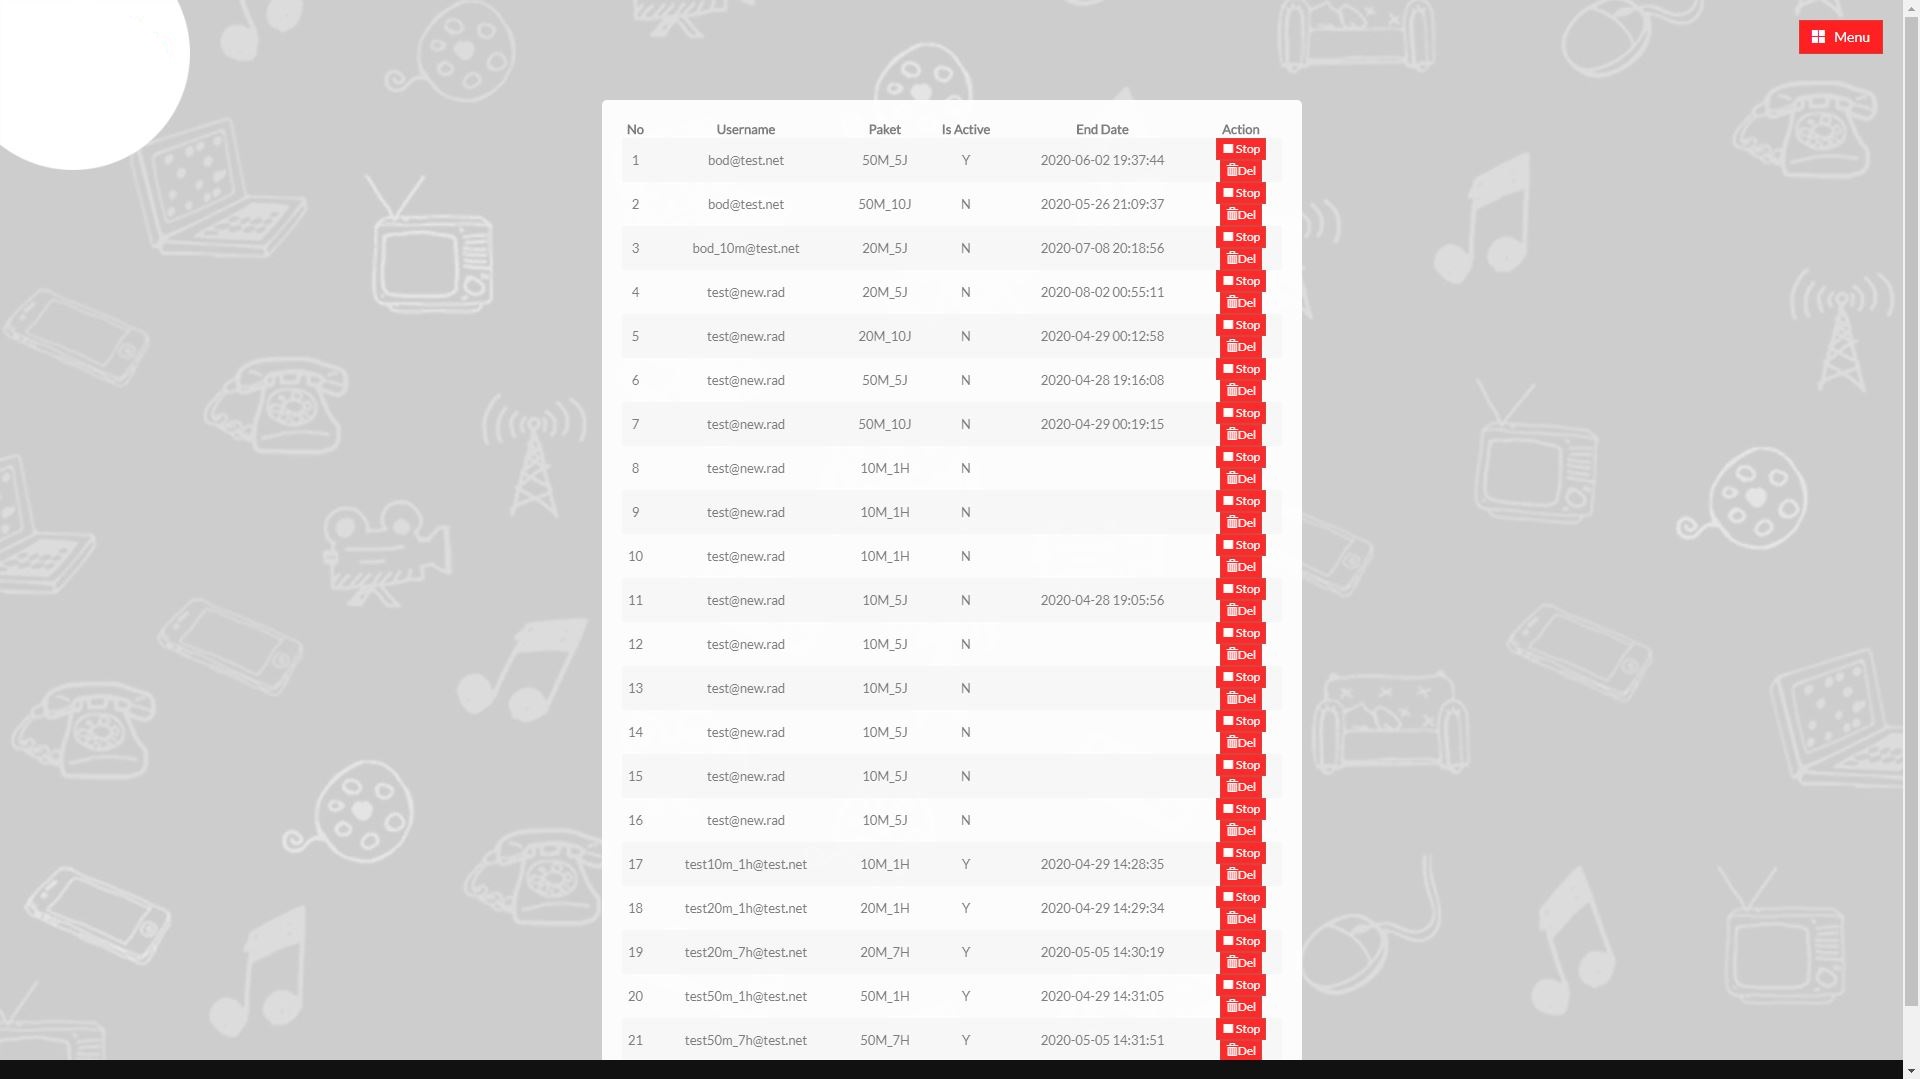 Menu
No Username Paket Is Active End Date Action
1 bod@test.net 50M_5J Y 2020-06-02 19:37:44 Stop
Del
2 bod@test.net 50M_10J N 2020-05-26 21:09:37 Stop
Del
3 bod_10m@test.net 20M_5J N 2020-07-08 20:18:56 Stop
Del
4 test@new.rad 20M_5J N 2020-08-02 00:55:11 Stop
Del
5 test@new.rad 20M_10J N 2020-04-29 00:12:58 Stop
Del
6 test@new.rad 50M_5J N 2020-04-28 19:16:08 Stop
Del
7 test@new.rad 50M_10J N 2020-04-29 00:19:15 Stop
Del
8 test@new.rad 10M_1H N Stop
Del
9 test@new.rad 10M_1H N Stop
Del
10 test@new.rad 10M_1H N Stop
Del
11 test@new.rad 10M_5J N 2020-04-28 19:05:56 Stop
Del
12 test@new.rad 10M_5J N Stop
Del
13 test@new.rad 10M_5J N Stop
Del
14 test@new.rad 10M_5J N Stop
Del
15 test@new.rad 10M_5J N Stop
Del
16 test@new.rad 10M_5J N Stop
Del
17 test10m_1h@test.net 10M_1H Y 2020-04-29 14:28:35 Stop
Del
18 test20m_1h@test.net 20M_1H Y 2020-04-29 14:29:34 Stop
Del
19 test20m_7h@test.net 20M_7H Y 2020-05-05 14:30:19 Stop
Del
20 test50m_1h@test.net 50M_1H Y 2020-04-29 14:31:05 Stop
Del
21 test50m_7h@test.net 50M_7H Y 2020-05-05 14:31:51 Stop
Del